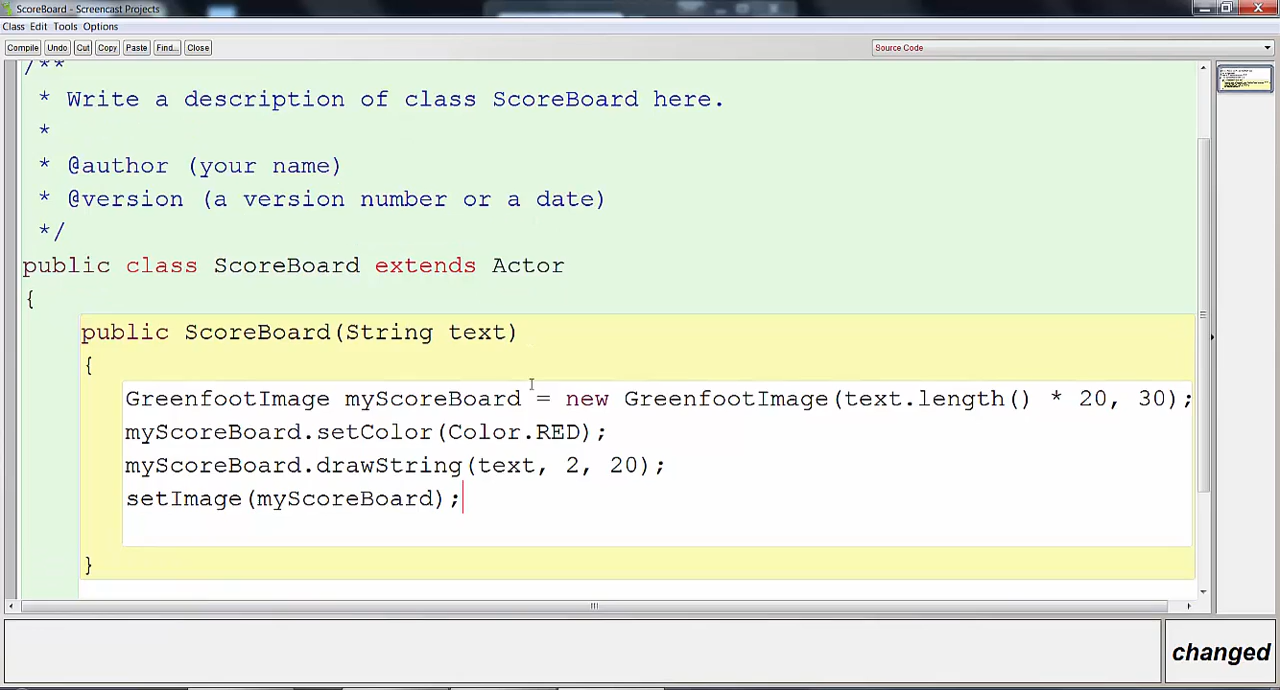 ScoreBoard - Screencast Projects
Class Edit Tools Options
Compile Undo Cut Copy Paste Find... Close Source Code
/**
* Write a description of class ScoreBoard here.
*
* @author (your name)
* @version (a version number or a date)
*/
public class ScoreBoard extends Actor
{
public ScoreBoard(String text)
{
GreenfootImage myScoreBoard = new GreenfootImage(text.length() * 20, 30);
myScoreBoard.setColor(Color.RED);
myScoreBoard.drawString(text, 2, 20);
setImage(myScoreBoard);
}
changed